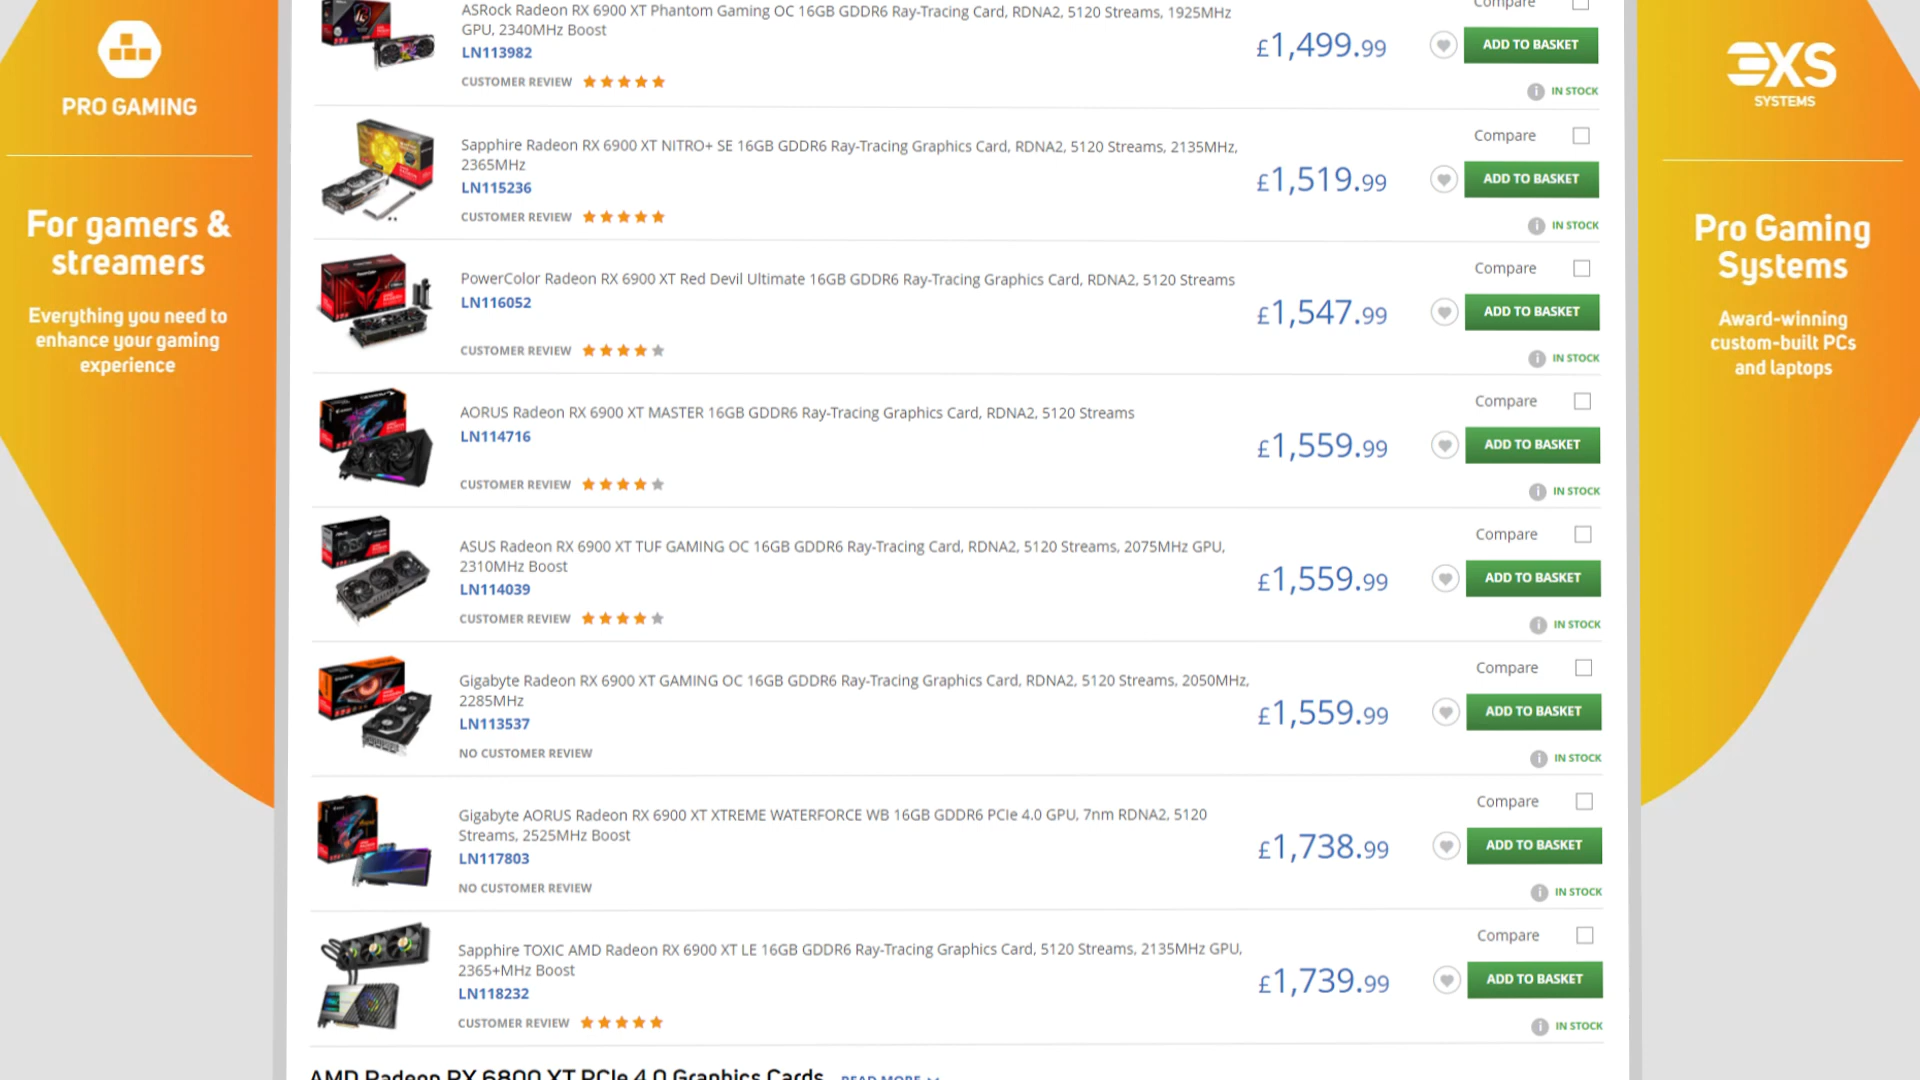 PRO GAMING
For gamers &
streamers
Everything you need to
enhance your gaming
experience
ASRock Radeon RX 6900 XT Phantom Gaming OC 16GB GDDR6 Ray-Tracing Card, RDNA2, 5120 Streams, 1925MHz
GPU, 2340MHz Boost
LN113982
CUSTOMER REVIEW
£1,499.99
Compare
ADD TO BASKET
IN STOCK
Sapphire Radeon RX 6900 XT NITRO+ SE 16GB GDDR6 Ray-Tracing Graphics Card, RDNA2, 5120 Streams, 2135MHz,
2365MHz
LN115236
CUSTOMER REVIEW
£1,519.99
Compare
ADD TO BASKET
IN STOCK
PowerColor Radeon RX 6900 XT Red Devil Ultimate 16GB GDDR6 Ray-Tracing Graphics Card, RDNA2, 5120 Streams
LN116052
CUSTOMER REVIEW
£1,547.99
Compare
ADD TO BASKET
IN STOCK
AORUS Radeon RX 6900 XT MASTER 16GB GDDR6 Ray-Tracing Graphics Card, RDNA2, 5120 Streams
LN114716
CUSTOMER REVIEW
£1,559.99
Compare
ADD TO BASKET
IN STOCK
ASUS Radeon RX 6900 XT TUF GAMING OC 16GB GDDR6 Ray-Tracing Card, RDNA2, 5120 Streams, 2075MHz GPU,
2310MHz Boost
LN114039
CUSTOMER REVIEW
£1,559.99
Compare
ADD TO BASKET
IN STOCK
Gigabyte Radeon RX 6900 XT GAMING OC 16GB GDDR6 Ray-Tracing Graphics Card, RDNA2, 5120 Streams, 2050MHz,
2285MHz
LN113537
NO CUSTOMER REVIEW
£1,559.99
Compare
ADD TO BASKET
IN STOCK
Gigabyte AORUS Radeon RX 6900 XT XTREME WATERFORCE WB 16GB GDDR6 PCIe 4.0 GPU, 7nm RDNA2, 5120
Streams, 2525MHz Boost
LN117803
NO CUSTOMER REVIEW
£1,738.99
Compare
ADD TO BASKET
IN STOCK
Sapphire TOXIC AMD Radeon RX 6900 XT LE 16GB GDDR6 Ray-Tracing Graphics Card, 5120 Streams, 2135MHz GPU,
2365+MHz Boost
LN118232
CUSTOMER REVIEW
£1,739.99
Compare
ADD TO BASKET
IN STOCK
AMD Radeon RX 6800 XT PCIe 4.0 Graphics Cards READ MORE
3XS
SYSTEMS
Pro Gaming
Systems
Award-winning
custom-built PCs
and laptops